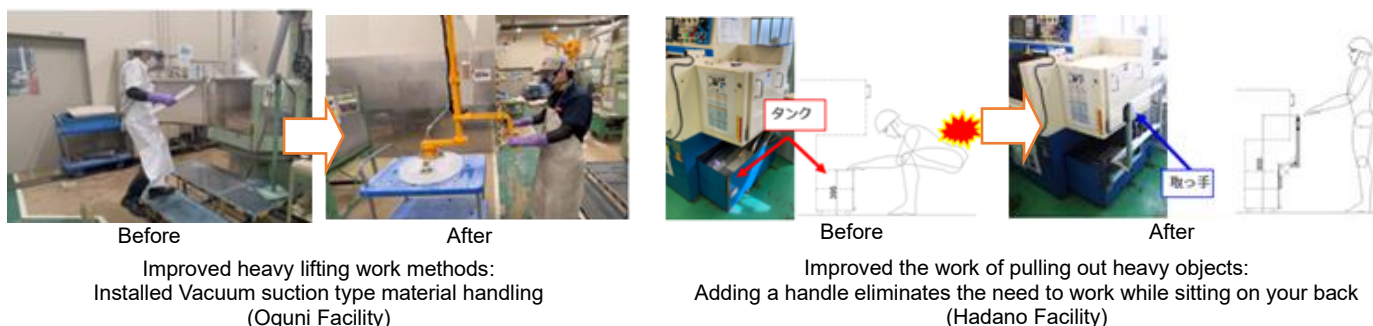 タンク
取っ手
Before
After
Improved heavy lifting work methods:
Installed Vacuum suction type material handling
(Oguni Facility)
Before
After
Improved the work of pulling out heavy objects:
Adding a handle eliminates the need to work while sitting on your back
(Hadano Facility)